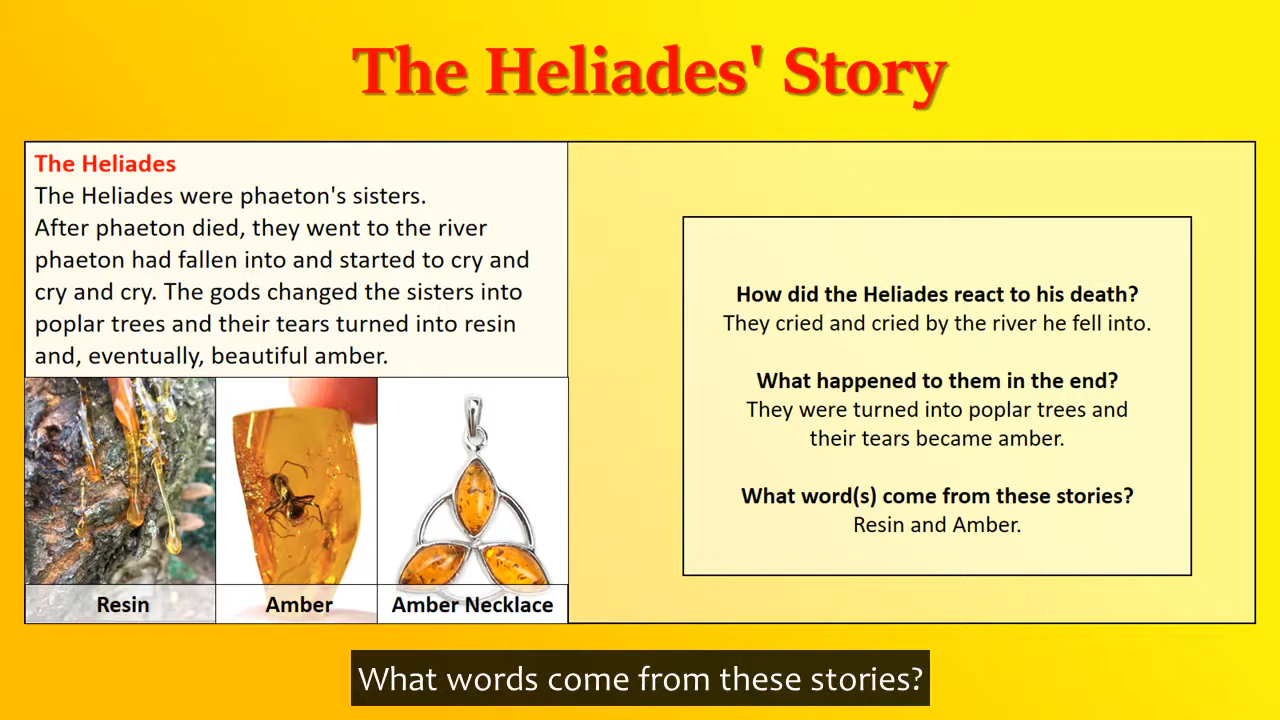 The Heliades' Story
The Heliades
The Heliades were phaeton's sisters.
After phaeton died, they went to the river
phaeton had fallen into and started to cry and
cry and cry. The gods changed the sisters into
poplar trees and their tears turned into resin
and, eventually, beautiful amber.
Resin
Amber
Amber Necklace
How did the Heliades react to his death?
They cried and cried by the river he fell into.
What happened to them in the end?
They were turned into poplar trees and
their tears became amber.
What word(s) come from these stories?
Resin and Amber.
What words come from these stories?